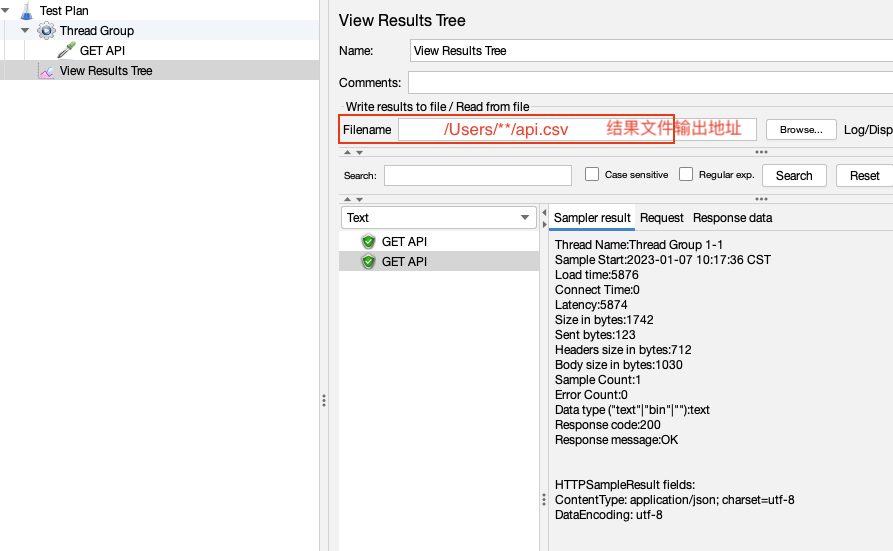 Test Plan
Thread Group
GET API
View Results Tree
View Results Tree
Name: View Results Tree
Comments:
Write results to file / Read from file
Filename /Users/**/api.csv 结果文件输出地址 Browse... Log/Disp
Search: Case sensitive Regular exp. Search Reset
Text
GET API
GET API
Sampler result Request Response data
Thread Name:Thread Group 1-1
Sample Start:2023-01-07 10:17:36 CST
Load time:5876
Connect Time:0
Latency:5874
Size in bytes:1742
Sent bytes:123
Headers size in bytes:712
Body size in bytes:1030
Sample Count:1
Error Count:0
Data type ("text"|"bin"|""):text
Response code:200
Response message:OK
HTTPSampleResult fields:
ContentType: application/json; charset=utf-8
DataEncoding: utf-8